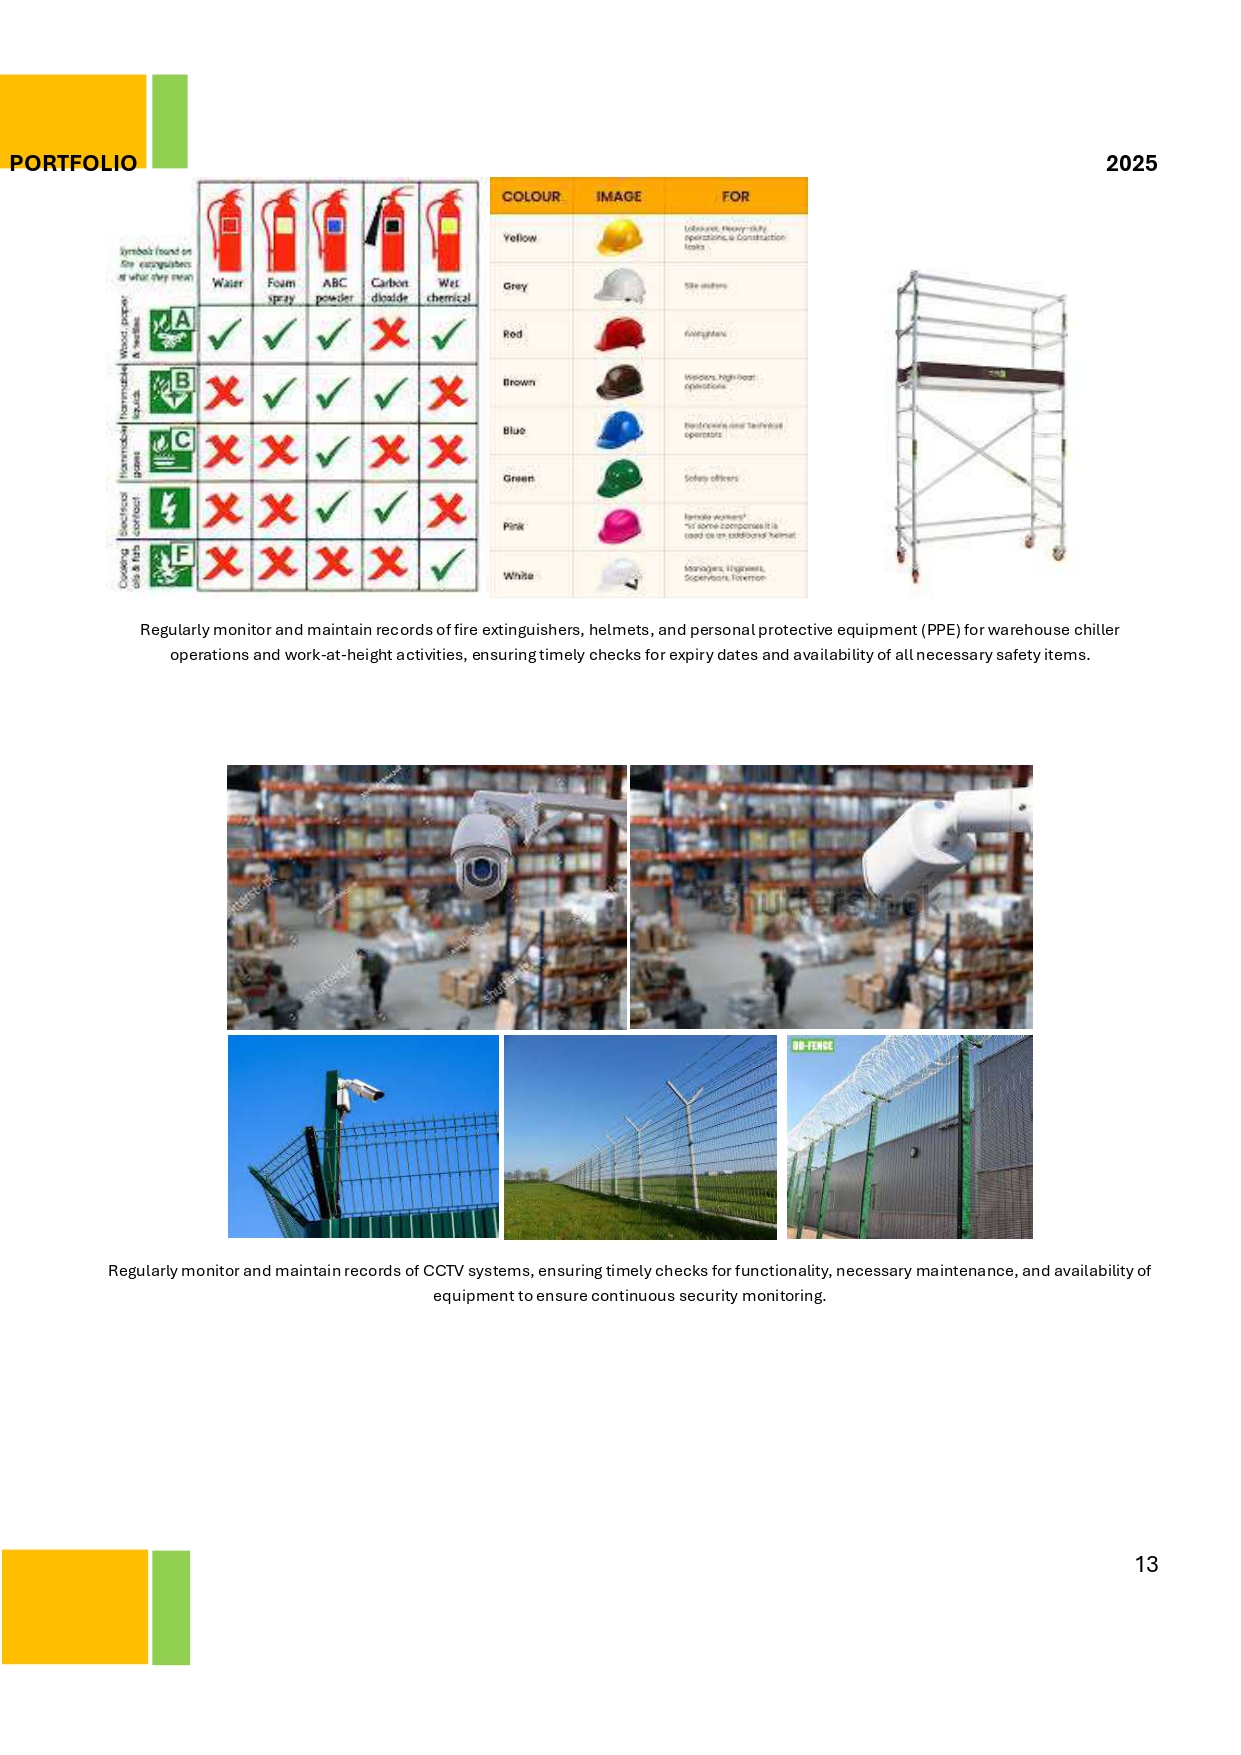 PORTFOLIO
2025
Symbols found on
fire extinguishers
& what they mean
Water
Foam
spray
ABC
powder
Carbon
dioxide
Wet
chemical
Wood, paper
& textiles
A
Flammable
liquids
B
Flammable
gases
C
Electrical
contact
Cooking
oils & fats
F
COLOUR
IMAGE
FOR
Yellow
Labourer, Heavy-duty
operations, & Construction
tasks
Grey
Site visitors
Red
Firefighters
Brown
Welders, high-heat
operations
Blue
Electricians and Technical
operators
Green
Safety officers
Pink
Female workers*
*In some companies it is
used as an additional helmet
White
Managers, Engineers,
Supervisors, Foreman
Regularly monitor and maintain records of fire extinguishers, helmets, and personal protective equipment (PPE) for warehouse chiller
operations and work-at-height activities, ensuring timely checks for expiry dates and availability of all necessary safety items.
shutterstock
shutterstock
shutterstock
DB-FENCE
Regularly monitor and maintain records of CCTV systems, ensuring timely checks for functionality, necessary maintenance, and availability of
equipment to ensure continuous security monitoring.
13